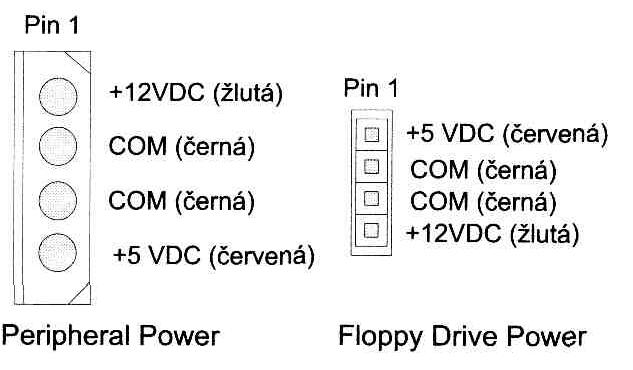 Pin 1
+12VDC (žlutá)
COM (černá)
COM (černá)
+5 VDC (červená)
Peripheral Power
Pin 1
+5 VDC (červená)
COM (černá)
COM (černá)
+12VDC (žlutá)
Floppy Drive Power